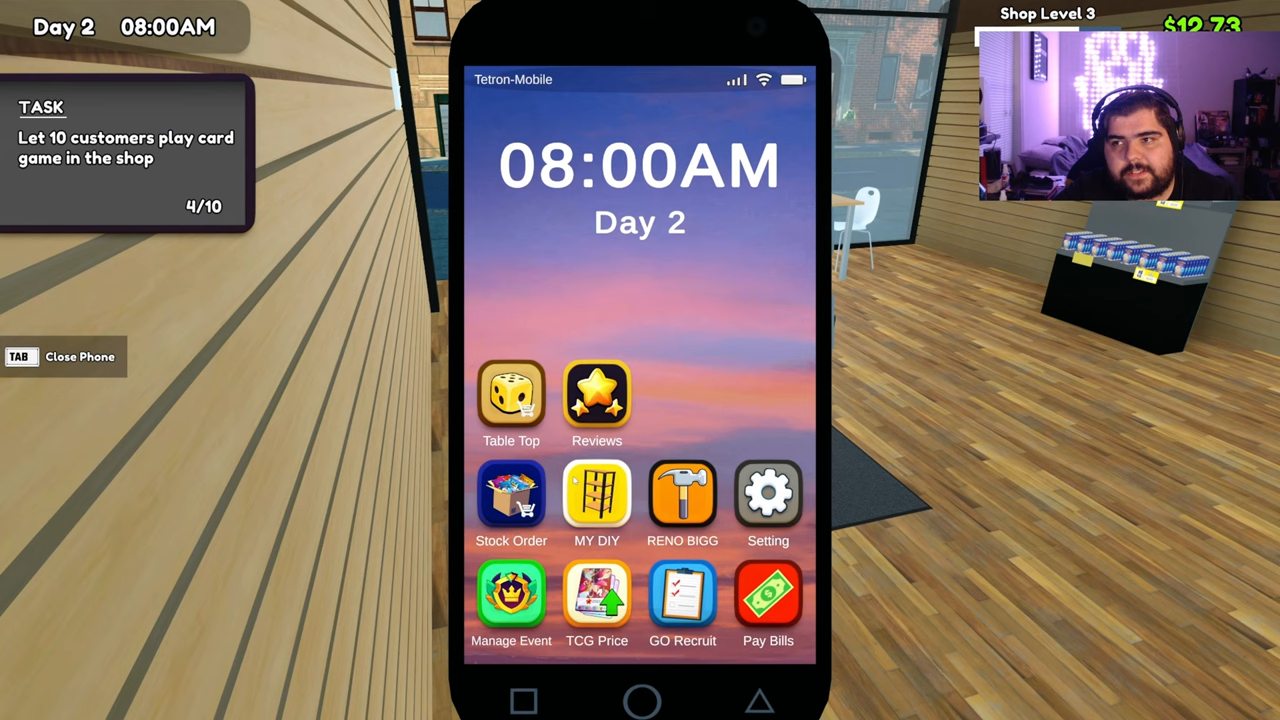 Day 2 08:00AM
Shop Level 3
$12.73
TASK
Let 10 customers play card
game in the shop
4/10
TAB Close Phone
Tetron-Mobile
08:00AM
Day 2
Table Top Reviews
Stock Order MY DIY RENO BIGG Setting
Manage Event TCG Price GO Recruit Pay Bills